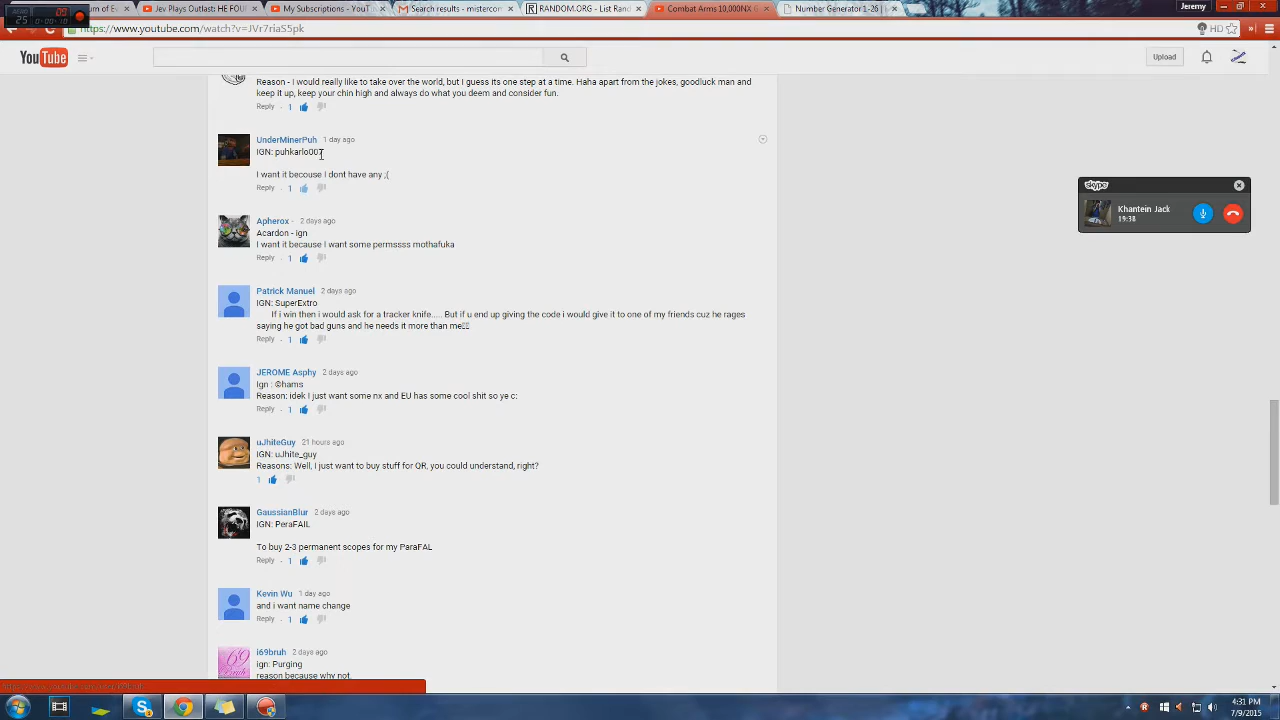 um of E
Jev Plays Outlast: HE FOU
My Subscriptions - YouT
Search results - misterco
RANDOM.ORG - List Ran
Combat Arms 10,000NX G
Number Generator 1-26
Jeremy
25
https://www.youtube.com/watch?v=JVr7riaS5pk
HD
YouTube
Upload
Reason - I would really like to take over the world, but I guess its one step at a time. Haha apart from the jokes, goodluck man and
keep it up, keep your chin high and always do what you deem and consider fun.
Reply · 1
UnderMinerPuh 1 day ago
IGN: puhkarlo007
I want it becouse I dont have any ;(
Reply · 1
Apherox - 2 days ago
Acardon - ign
I want it because I want some permssss mothafuka
Reply · 1
Patrick Manuel 2 days ago
IGN: SuperExtro
If i win then i would ask for a tracker knife..... But if u end up giving the code i would give it to one of my friends cuz he rages
saying he got bad guns and he needs it more than me
Reply · 1
JEROME Asphy 2 days ago
Ign : ©hams
Reason: idek I just want some nx and EU has some cool shit so ye c:
Reply · 1
uJhiteGuy 21 hours ago
IGN: uJhite_guy
Reasons: Well, I just want to buy stuff for QR, you could understand, right?
1
GaussianBlur 2 days ago
IGN: PeraFAIL
To buy 2-3 permanent scopes for my ParaFAL
Reply · 1
Kevin Wu 1 day ago
and i want name change
Reply · 1
i69bruh 2 days ago
ign: Purging
reason because why not.
skype
Khantein Jack
19:38
4:31 PM
7/9/2015